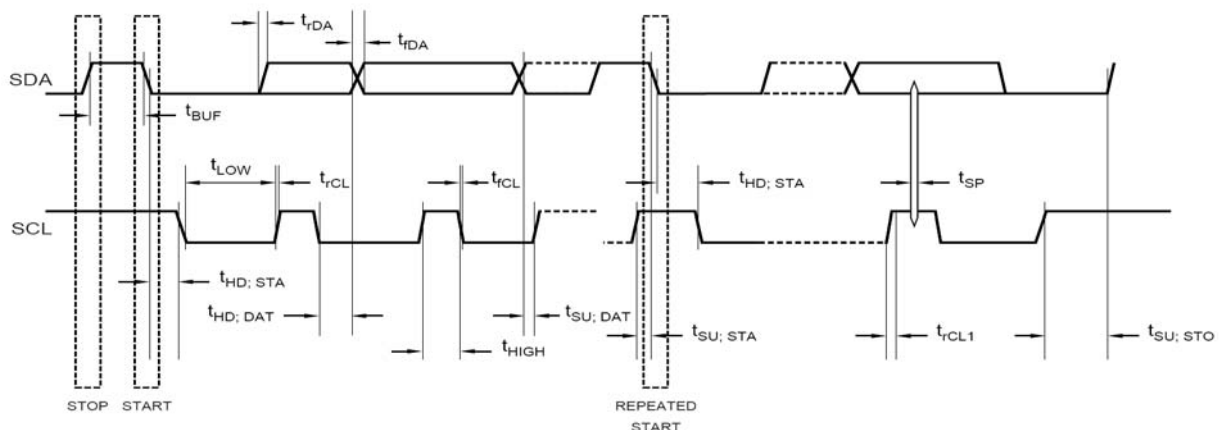 trDA
tfDA
SDA
tBUF
tLOW
trCL
tfCL
tHD; STA
tSP
SCL
tHD; STA
tHD; DAT
tSU; DAT
tHIGH
tSU; STA
trCL1
tSU; STO
STOP
START
REPEATED
START